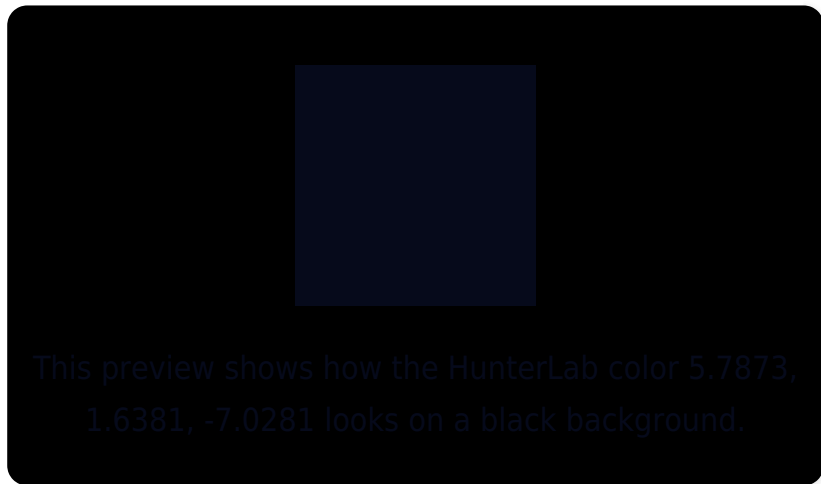 This preview shows how the HunterLab color 5.7873,
1.6381, -7.0281 looks on a black background.